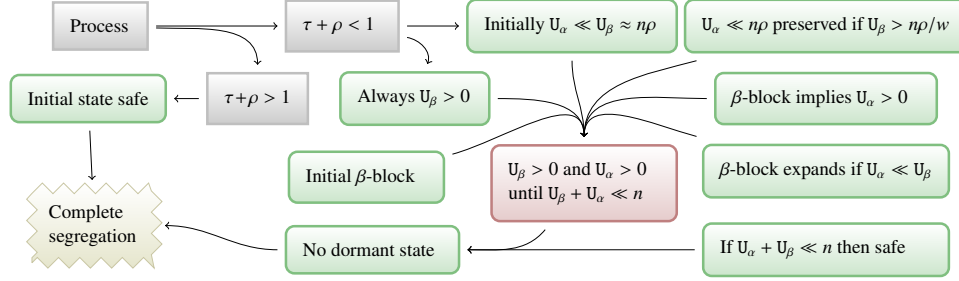 Process
τ + ρ < 1
Initially U_α ≪ U_β ≈ nρ
U_α ≪ nρ preserved if U_β > nρ/w
Initial state safe
τ+ρ > 1
Always U_β > 0
β-block implies U_α > 0
Initial β-block
U_β > 0 and U_α > 0
until U_β + U_α ≪ n
β-block expands if U_α ≪ U_β
Complete
segregation
No dormant state
If U_α + U_β ≪ n then safe